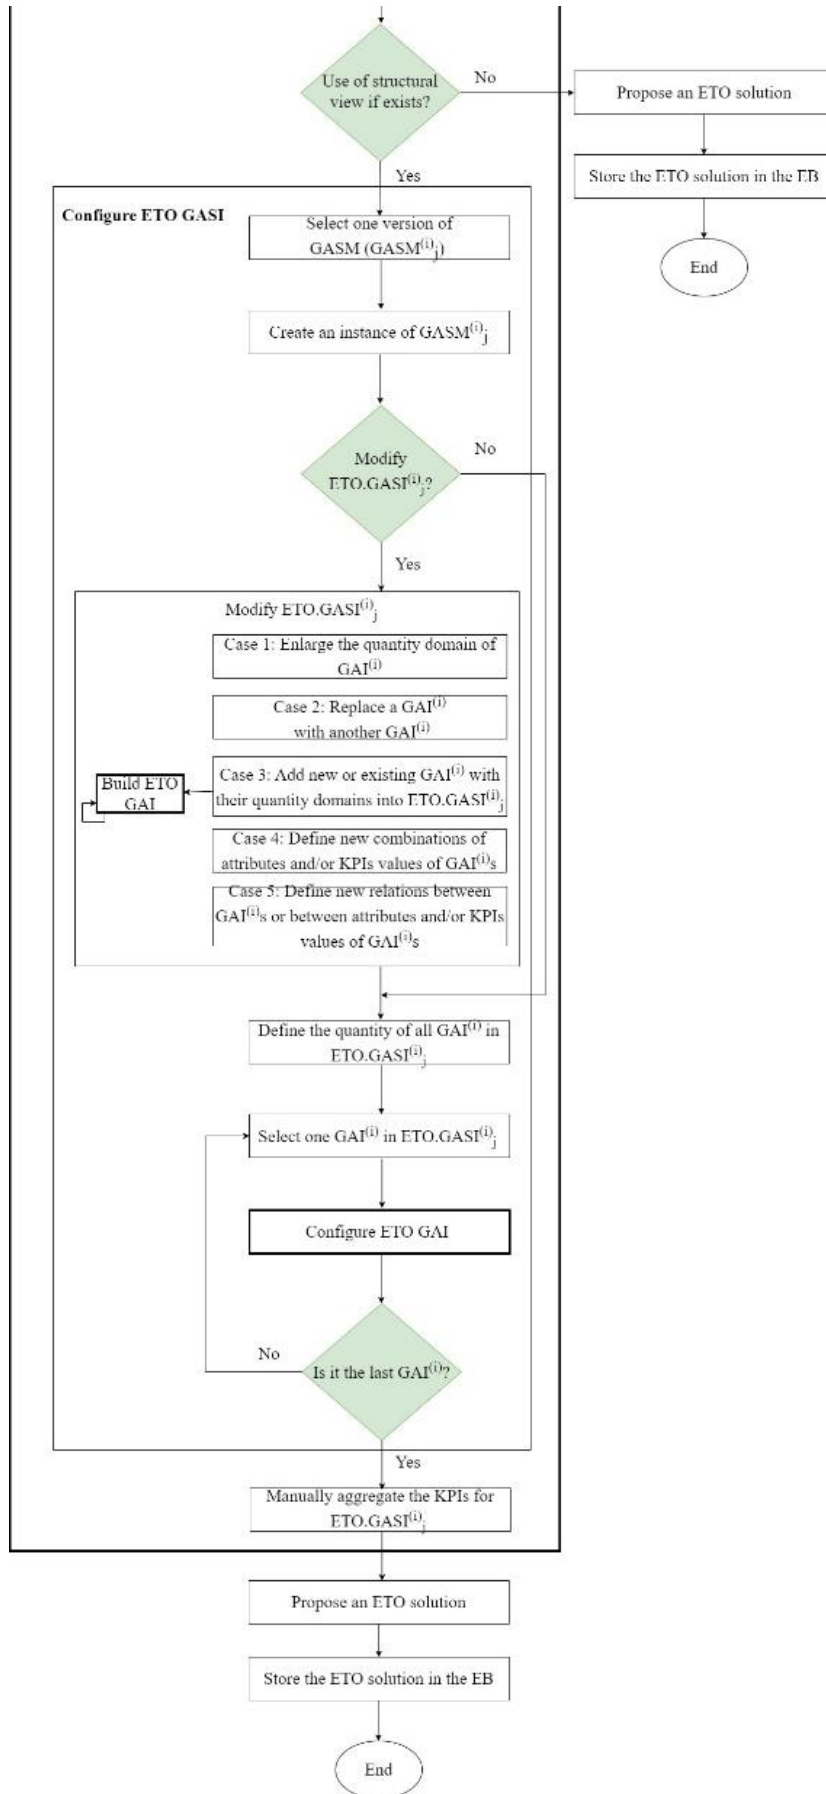 Use of structural
view if exists?
No
Propose an ETO solution
Store the ETO solution in the EB
End
Yes
Configure ETO GASI
Select one version of
GASM (GASM⁽ⁱ⁾ⱼ)
Create an instance of GASM⁽ⁱ⁾ⱼ
Modify
ETO.GASI⁽ⁱ⁾ⱼ?
No
Yes
Modify ETO.GASI⁽ⁱ⁾ⱼ
Case 1: Enlarge the quantity domain of
GAI⁽ⁱ⁾
Case 2: Replace a GAI⁽ⁱ⁾
with another GAI⁽ⁱ⁾
Build ETO
GAI
Case 3: Add new or existing GAI⁽ⁱ⁾ with
their quantity domains into ETO.GASI⁽ⁱ⁾ⱼ
Case 4: Define new combinations of
attributes and/or KPIs values of GAI⁽ⁱ⁾s
Case 5: Define new relations between
GAI⁽ⁱ⁾s or between attributes and/or KPIs
values of GAI⁽ⁱ⁾s
Define the quantity of all GAI⁽ⁱ⁾ in
ETO.GASI⁽ⁱ⁾ⱼ
Select one GAI⁽ⁱ⁾ in ETO.GASI⁽ⁱ⁾ⱼ
Configure ETO GAI
No
Is it the last GAI⁽ⁱ⁾?
Yes
Manually aggregate the KPIs for
ETO.GASI⁽ⁱ⁾ⱼ
Propose an ETO solution
Store the ETO solution in the EB
End